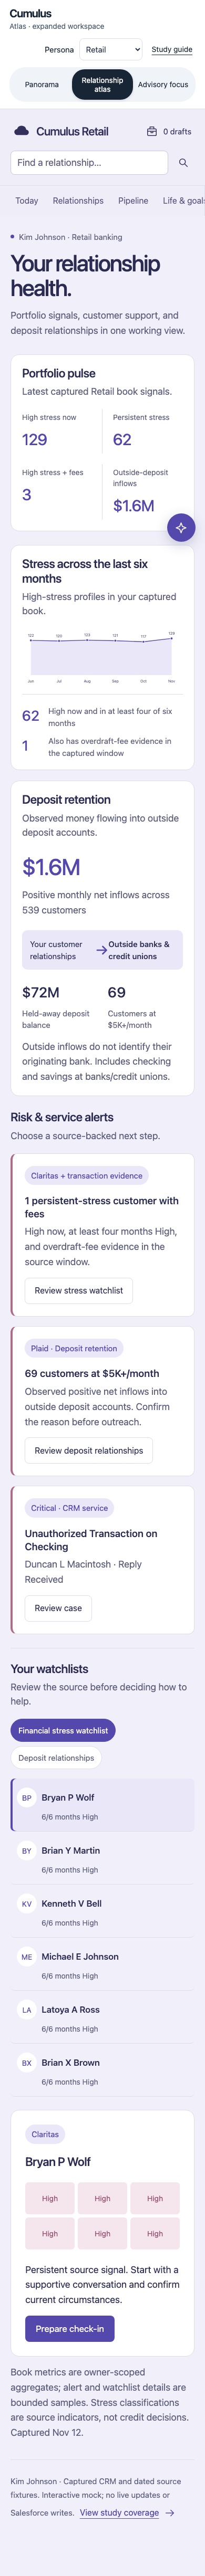 Cumulus
Atlas · expanded workspace
Persona Retail Study guide
Panorama Relationship atlas Advisory focus
Cumulus Retail 0 drafts
Find a relationship...
Today Relationships Pipeline Life & goals
Kim Johnson · Retail banking
Your relationship
health.
Portfolio signals, customer support, and
deposit relationships in one working view.
Portfolio pulse
Latest captured Retail book signals.
High stress now
129
Persistent stress
62
High stress + fees
3
Outside-deposit
inflows
$1.6M
Stress across the last six
months
High-stress profiles in your captured
book.
Jun Jul Aug Sep Oct Nov
62 High now and in at least four of six
months
1 Also has overdraft-fee evidence in
the captured window
Deposit retention
Observed money flowing into outside
deposit accounts.
$1.6M
Positive monthly net inflows across
539 customers
Your customer
relationships
Outside banks &
credit unions
$72M
Held-away deposit
balance
69
Customers at
$5K+/month
Outside inflows do not identify their
originating bank. Includes checking
and savings at banks/credit unions.
Risk & service alerts
Choose a source-backed next step.
Claritas + transaction evidence
1 persistent-stress customer with
fees
High now, at least four months High,
and overdraft-fee evidence in the
source window.
Review stress watchlist
Plaid · Deposit retention
69 customers at $5K+/month
Observed positive net inflows into
outside deposit accounts. Confirm
the reason before outreach.
Review deposit relationships
Critical · CRM service
Unauthorized Transaction on
Checking
Duncan L Macintosh · Reply
Received
Review case
Your watchlists
Review the source before deciding how to
help.
Financial stress watchlist
Deposit relationships
BP Bryan P Wolf
6/6 months High
BY Brian Y Martin
6/6 months High
KV Kenneth V Bell
6/6 months High
ME Michael E Johnson
6/6 months High
LA Latoya A Ross
6/6 months High
BX Brian X Brown
6/6 months High
Claritas
Bryan P Wolf
High High High
High High High
Persistent source signal. Start with a
supportive conversation and confirm
current circumstances.
Prepare check-in
Book metrics are owner-scoped
aggregates; alert and watchlist details are
bounded samples. Stress classifications
are source indicators, not credit decisions.
Captured Nov 12.
Kim Johnson · Captured CRM and dated source
fixtures. Interactive mock; no live updates or
Salesforce writes. View study coverage